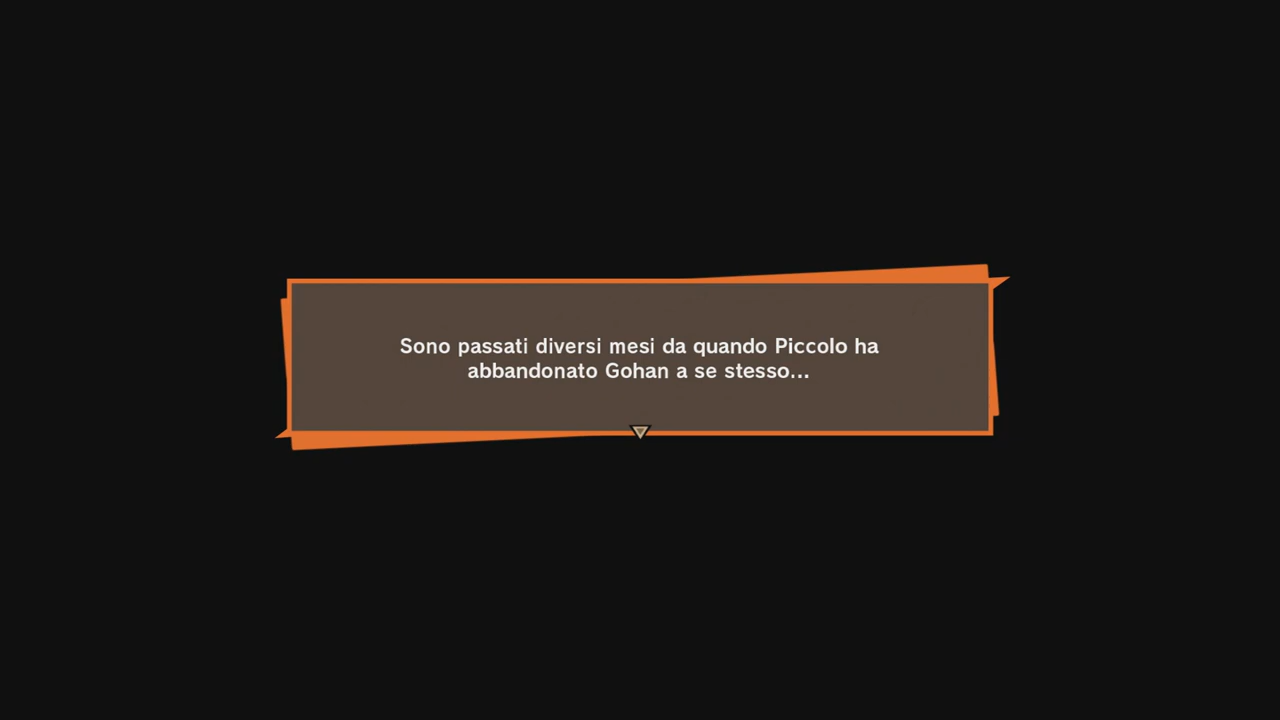 Sono passati diversi mesi da quando Piccolo ha
abbandonato Gohan a se stesso...